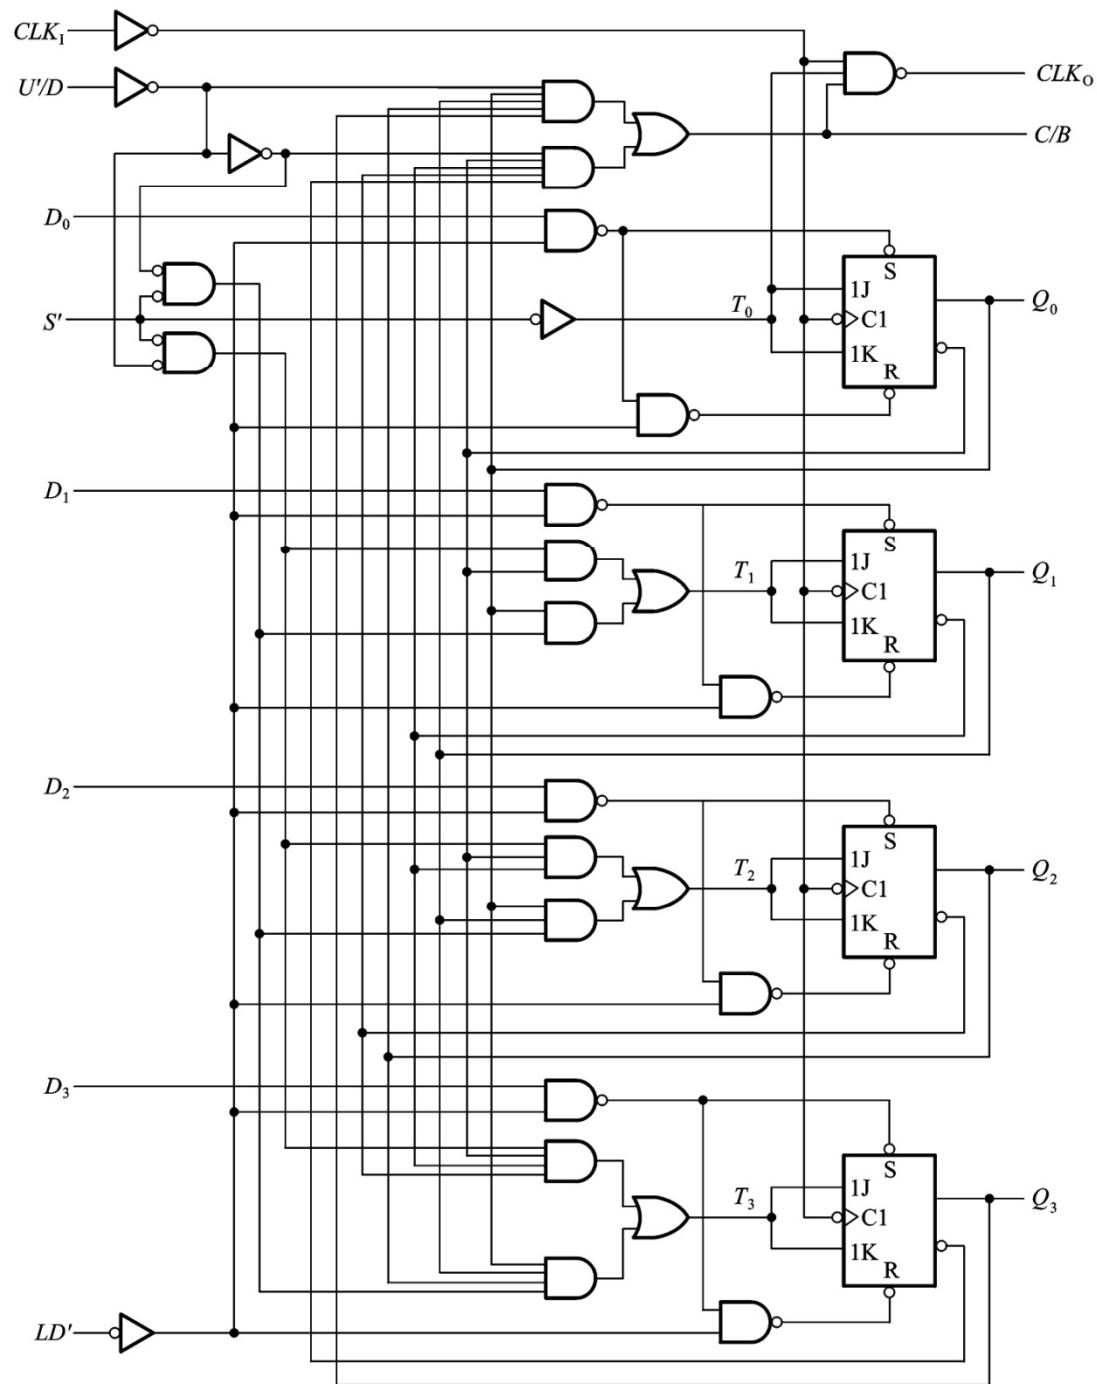 CLK_I
U'/D
CLK_O
C/B
D_0
S
S'
T_0
1J
C1
1K
R
Q_0
D_1
S
T_1
1J
C1
1K
R
Q_1
D_2
S
T_2
1J
C1
1K
R
Q_2
D_3
S
T_3
1J
C1
1K
R
Q_3
LD'